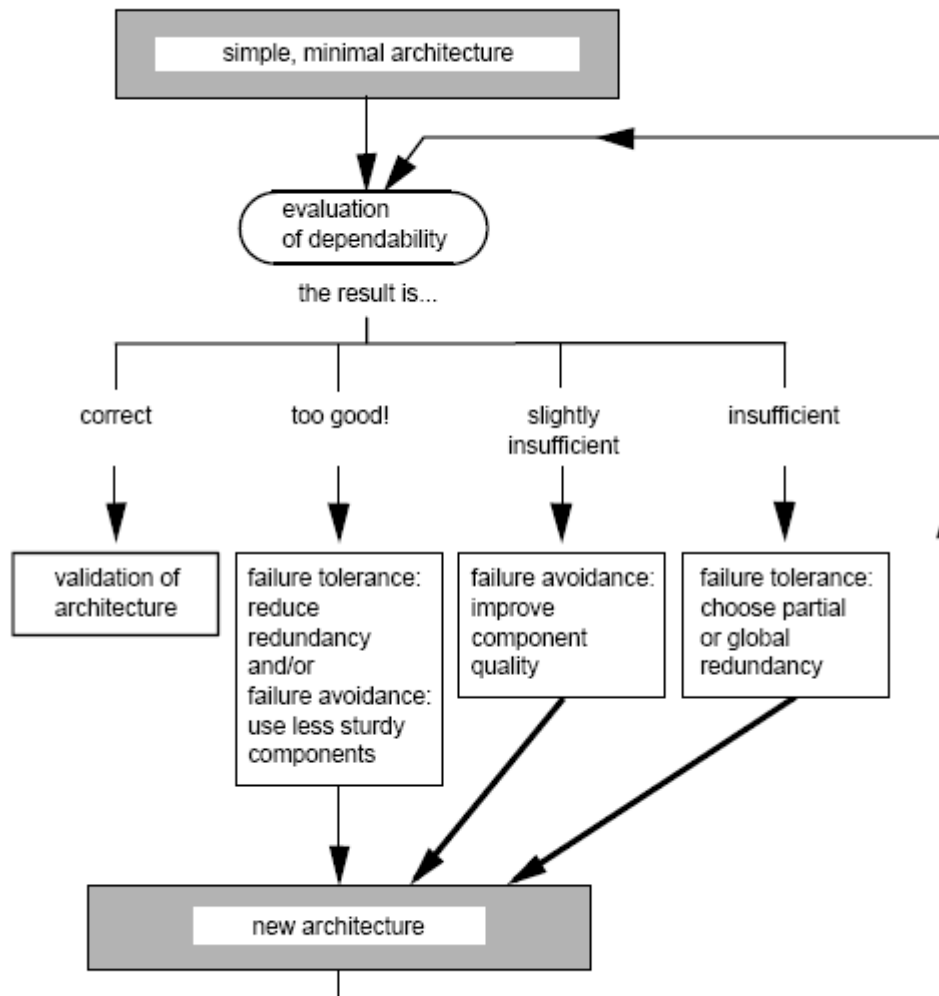 simple, minimal architecture
evaluation
of dependability
the result is...
correct
too good!
slightly
insufficient
insufficient
validation of
architecture
failure tolerance:
reduce
redundancy
and/or
failure avoidance:
use less sturdy
components
failure avoidance:
improve
component
quality
failure tolerance:
choose partial
or global
redundancy
new architecture